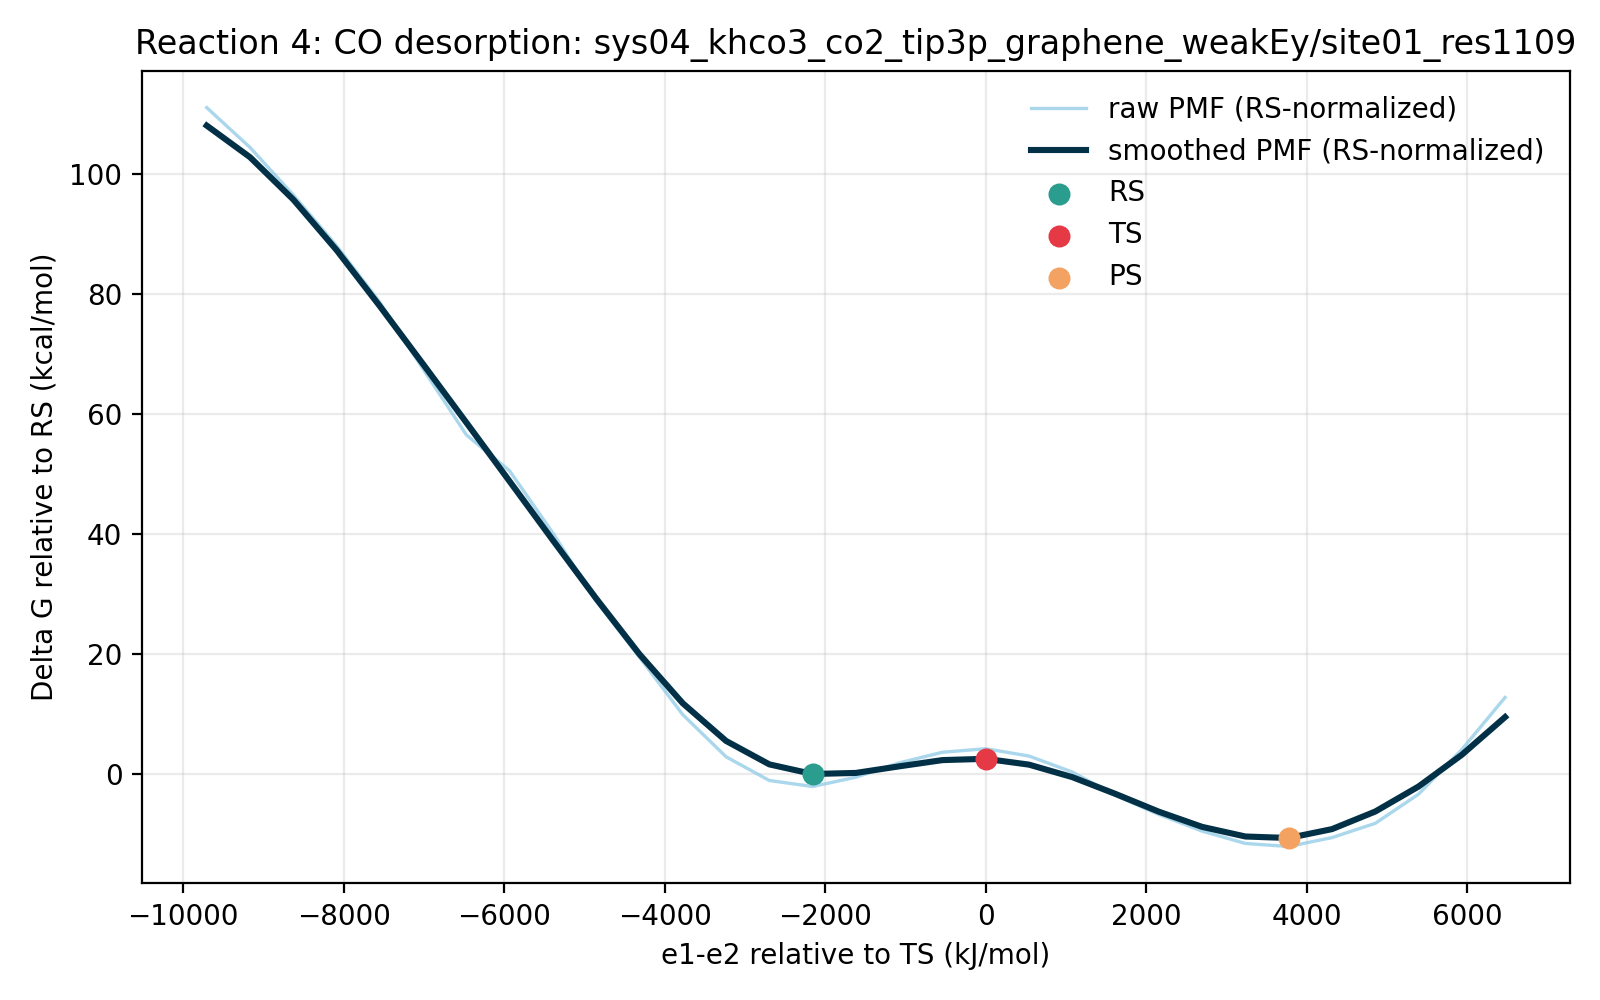 Reaction 4: CO desorption: sys04_khco3_co2_tip3p_graphene_weakEy/site01_res1109
raw PMF (RS-normalized)
smoothed PMF (RS-normalized)
RS
TS
PS
Delta G relative to RS (kcal/mol)
100
80
60
40
20
0
−10000
−8000
−6000
−4000
−2000
0
2000
4000
6000
e1-e2 relative to TS (kJ/mol)